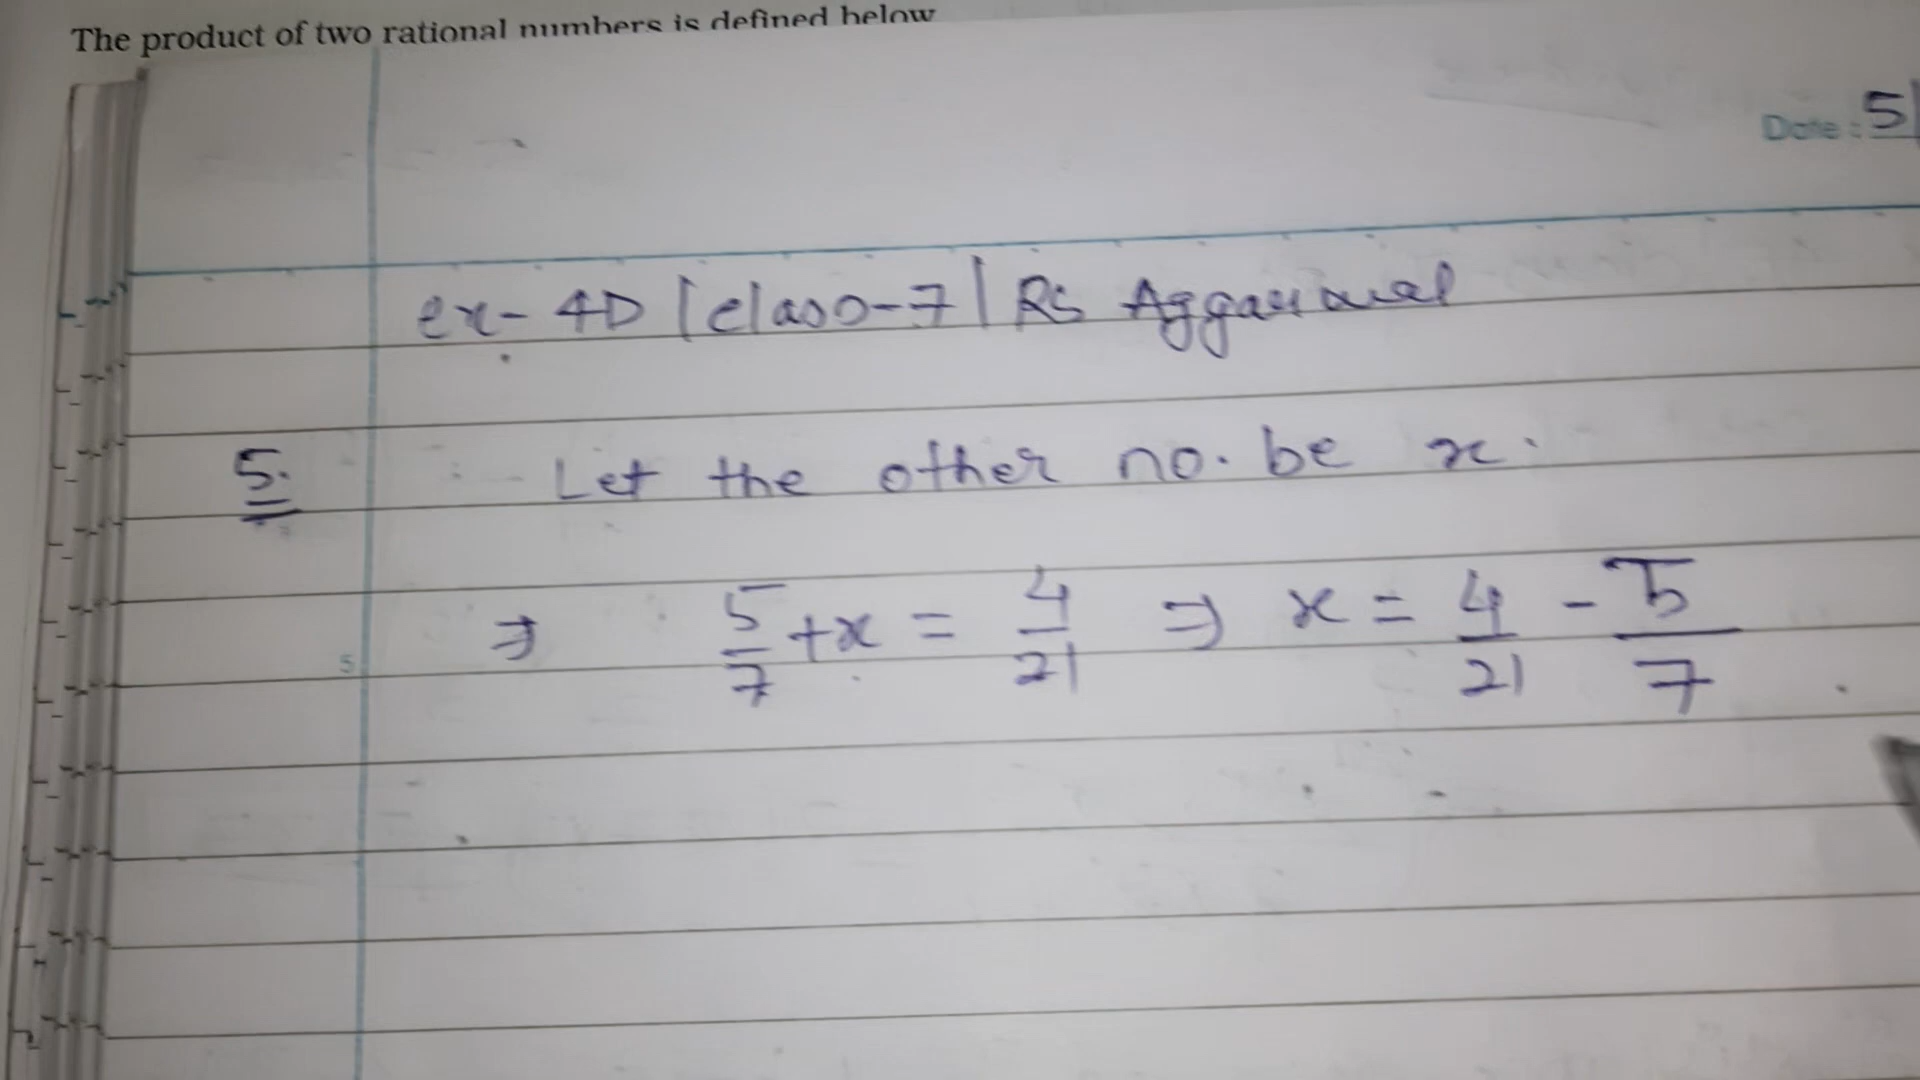 The product of two rational numbers is defined below
Date : 5
ex- 4D | class-7 | RS Aggarwal
5. Let the other no. be x.
⇒ 5/7 + x = 4/21 ⇒ x = 4/21 - 5/7
5